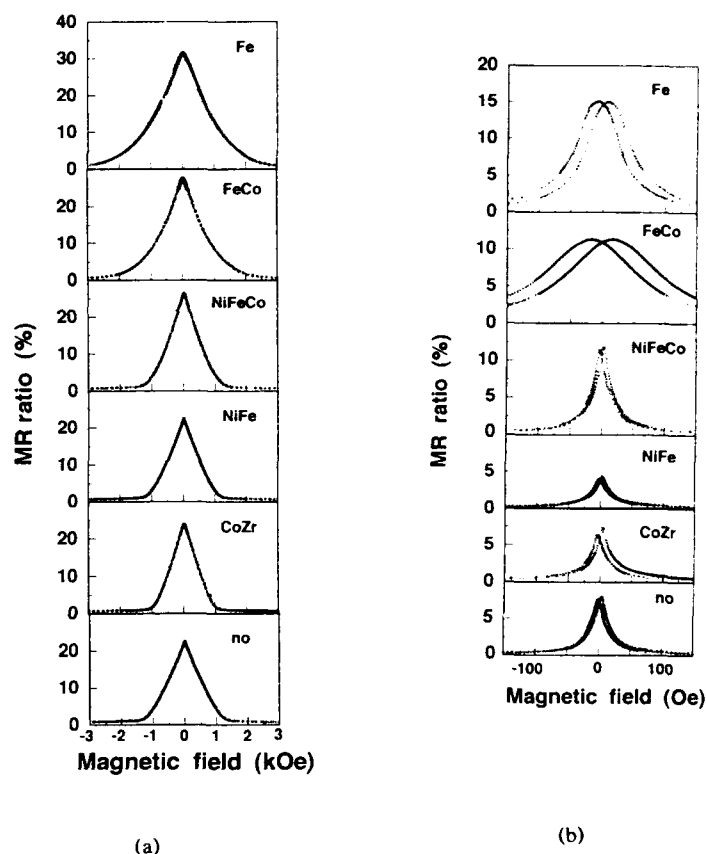 40
30
20
10
0
Fe
20
10
0
FeCo
20
10
0
NiFeCo
20
10
0
NiFe
20
10
0
CoZr
20
10
0
no
-3 -2 -1 0 1 2 3
MR ratio (%)
Magnetic field (kOe)
(a)
20
15
10
5
0
Fe
10
5
0
FeCo
10
5
0
NiFeCo
5
0
NiFe
5
0
CoZr
5
0
no
-100 0 100
MR ratio (%)
Magnetic field (Oe)
(b)